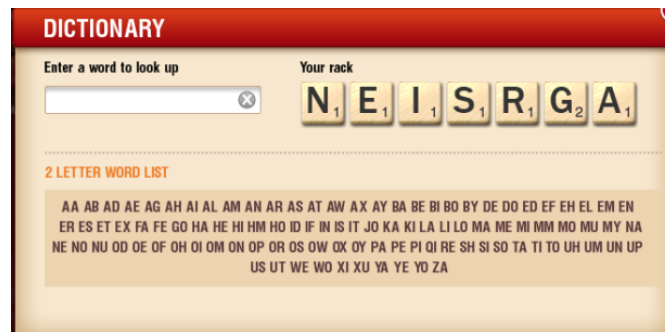 DICTIONARY
Enter a word to look up
Your rack
N1 E1 I1 S1 R1 G2 A1
2 LETTER WORD LIST
AA AB AD AE AG AH AI AL AM AN AR AS AT AW AX AY BA BE BI BO BY DE DO ED EF EH EL EM EN
ER ES ET EX FA FE GO HA HE HI HM HO ID IF IN IS IT JO KA KI LA LI LO MA ME MI MM MO MU MY NA
NE NO NU OD OE OF OH OI OM ON OP OR OS OW OX OY PA PE PI QI RE SH SI SO TA TI TO UH UM UN UP
US UT WE WO XI XU YA YE YO ZA